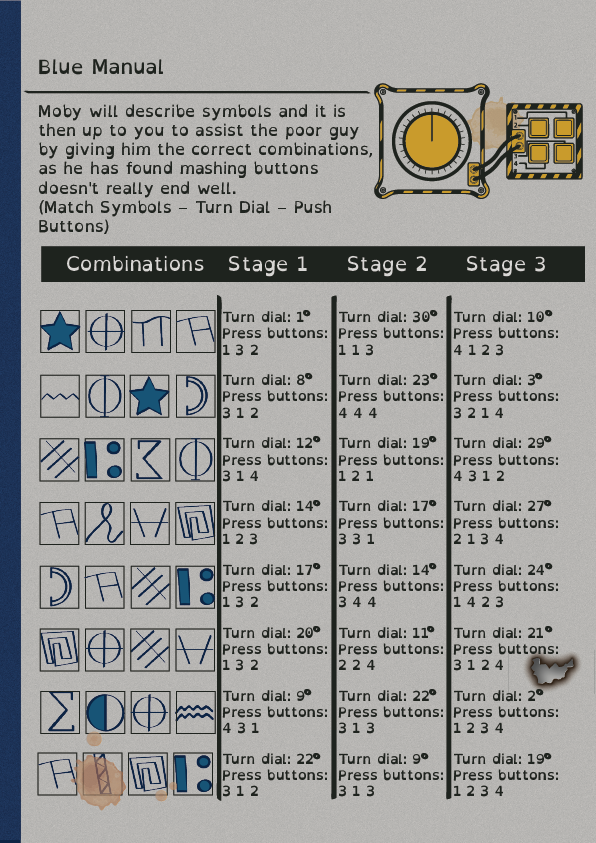 Blue Manual
Moby will describe symbols and it is
then up to you to assist the poor guy
by giving him the correct combinations,
as he has found mashing buttons
doesn't really end well.
(Match Symbols – Turn Dial – Push
Buttons)
1
2
3
4
Combinations Stage 1 Stage 2 Stage 3
Turn dial: 1° Turn dial: 30° Turn dial: 10°
Press buttons: Press buttons: Press buttons:
1 3 2 1 1 3 4 1 2 3
Turn dial: 8° Turn dial: 23° Turn dial: 3°
Press buttons: Press buttons: Press buttons:
3 1 2 4 4 4 3 2 1 4
Turn dial: 12° Turn dial: 19° Turn dial: 29°
Press buttons: Press buttons: Press buttons:
3 1 4 1 2 1 4 3 1 2
Turn dial: 14° Turn dial: 17° Turn dial: 27°
Press buttons: Press buttons: Press buttons:
1 2 3 3 3 1 2 1 3 4
Turn dial: 17° Turn dial: 14° Turn dial: 24°
Press buttons: Press buttons: Press buttons:
1 3 2 3 4 4 1 4 2 3
Turn dial: 20° Turn dial: 11° Turn dial: 21°
Press buttons: Press buttons: Press buttons:
1 3 2 2 2 4 3 1 2 4
Turn dial: 9° Turn dial: 22° Turn dial: 2°
Press buttons: Press buttons: Press buttons:
4 3 1 3 1 3 1 2 3 4
Turn dial: 22° Turn dial: 9° Turn dial: 19°
Press buttons: Press buttons: Press buttons:
3 1 2 3 1 3 1 2 3 4